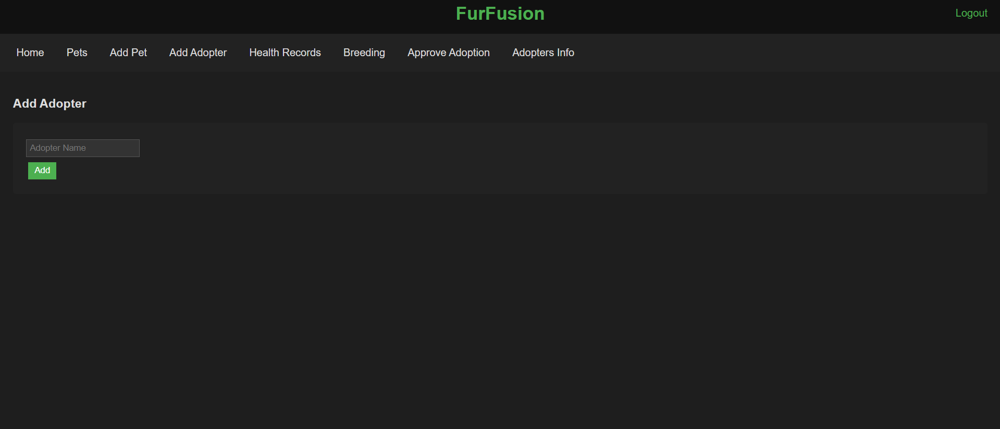 FurFusion
Logout
Home Pets Add Pet Add Adopter Health Records Breeding Approve Adoption Adopters Info
Add Adopter
Adopter Name
Add